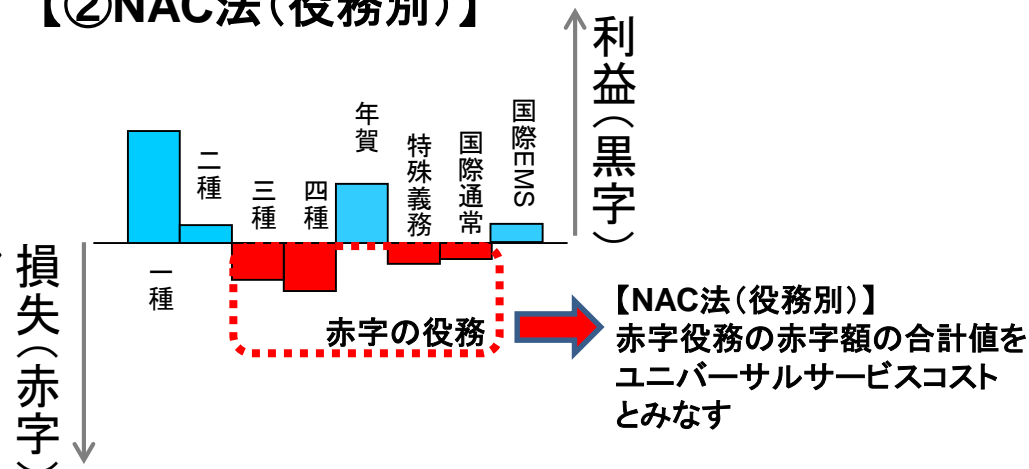 【②NAC法（役務別）】
利益（黒字）
一種
二種
三種
四種
年賀
特殊義務
国際通常
国際EMS
損失（赤字）
赤字の役務
【NAC法（役務別）】
赤字役務の赤字額の合計値を
ユニバーサルサービスコスト
とみなす